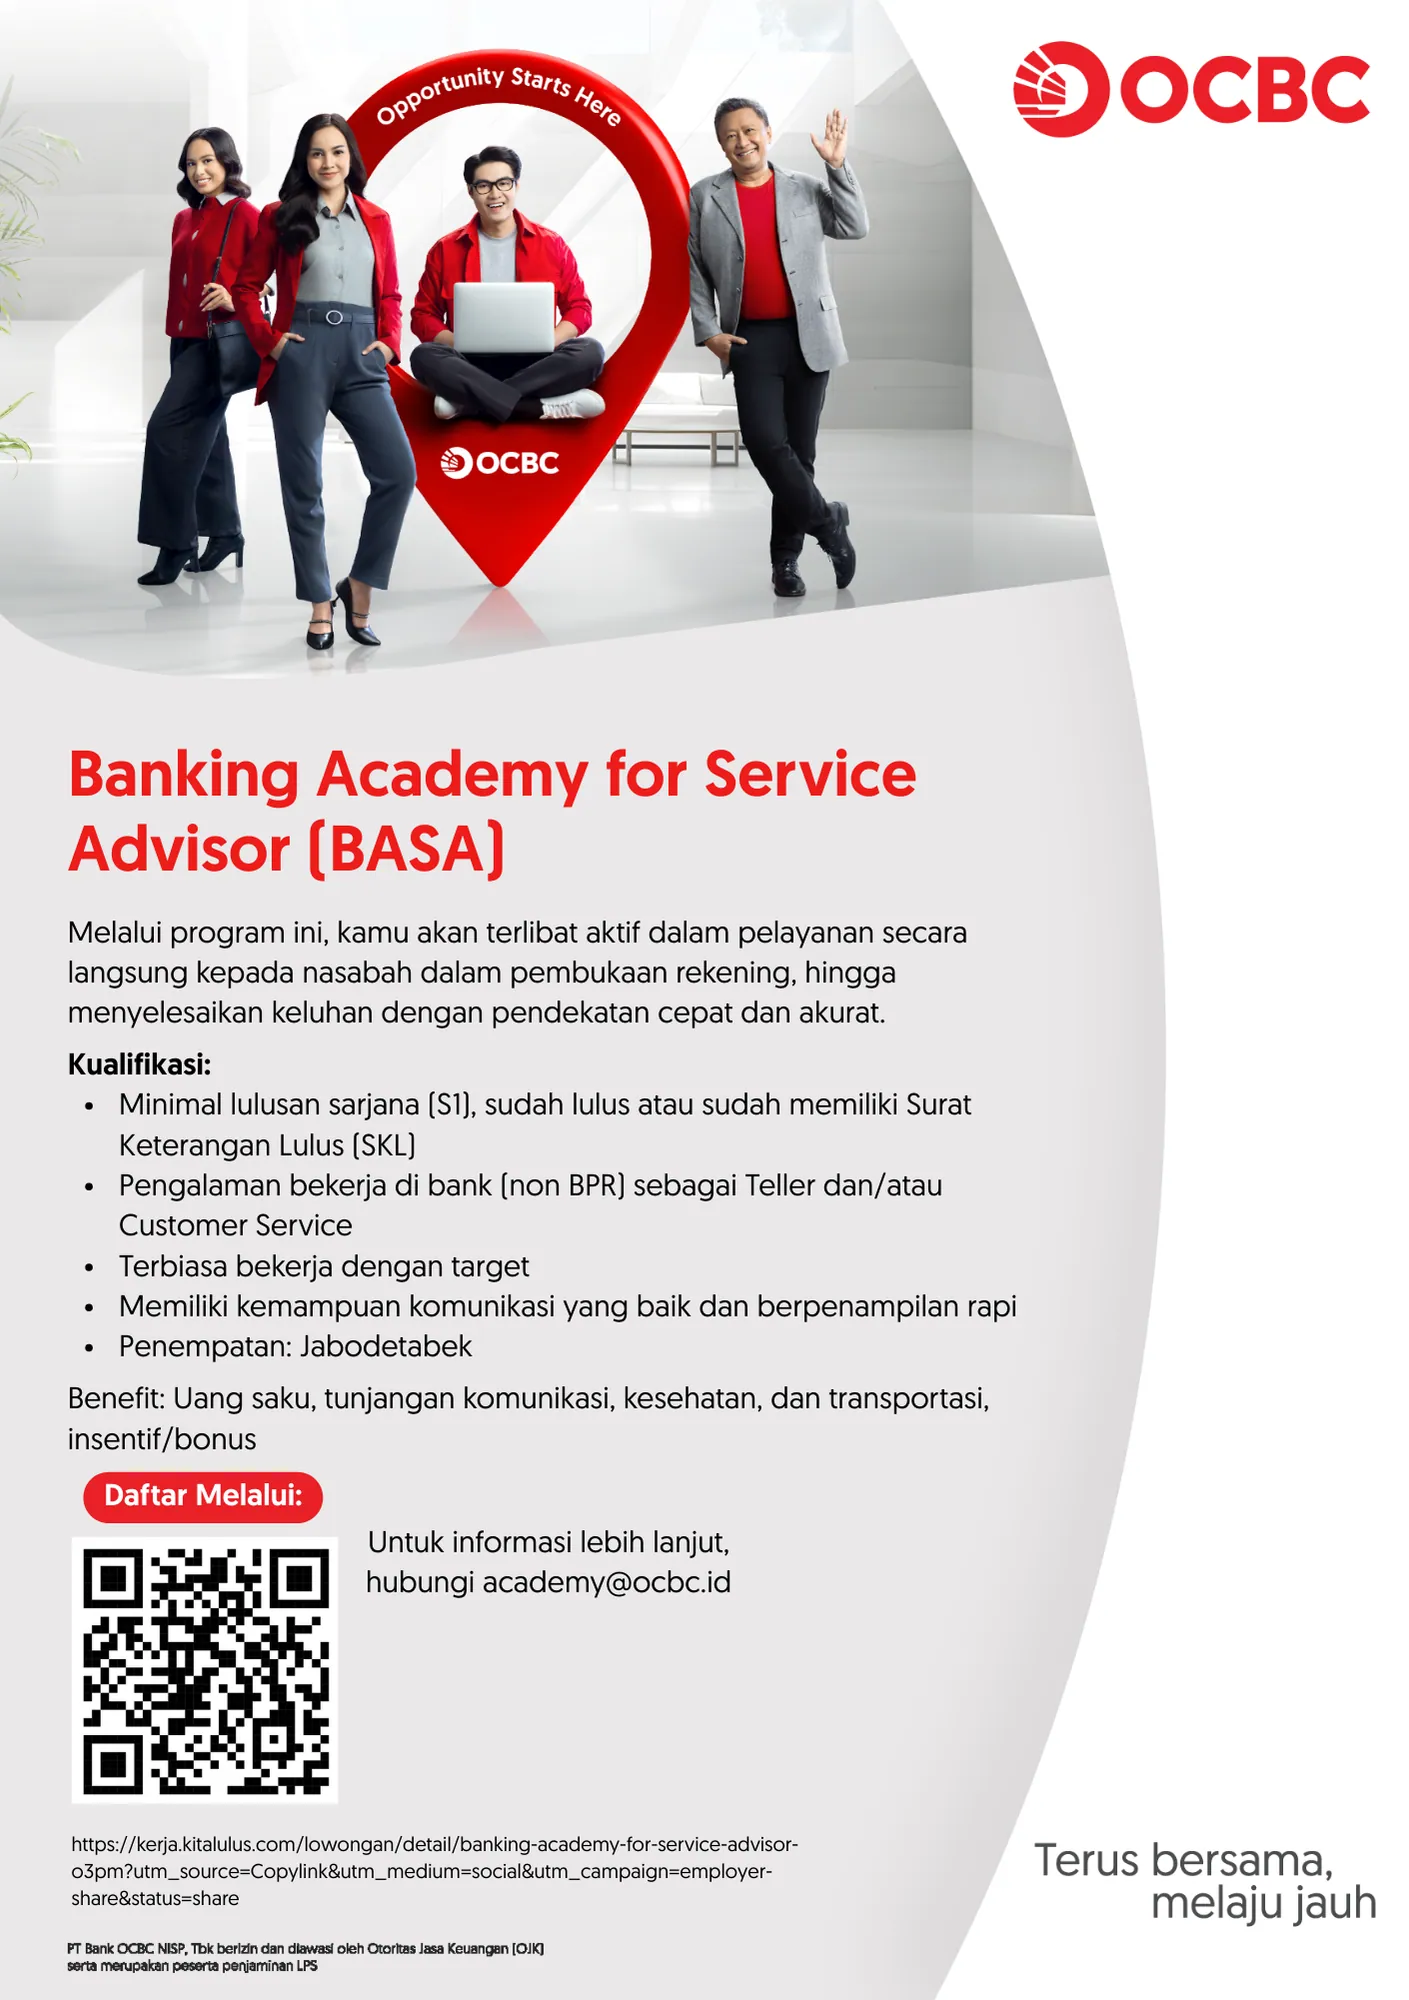 Opportunity Starts Here
OCBC
OCBC
Banking Academy for Service
Advisor (BASA)
Melalui program ini, kamu akan terlibat aktif dalam pelayanan secara
langsung kepada nasabah dalam pembukaan rekening, hingga
menyelesaikan keluhan dengan pendekatan cepat dan akurat.
Kualifikasi:
• Minimal lulusan sarjana (S1), sudah lulus atau sudah memiliki Surat
Keterangan Lulus (SKL)
• Pengalaman bekerja di bank (non BPR) sebagai Teller dan/atau
Customer Service
• Terbiasa bekerja dengan target
• Memiliki kemampuan komunikasi yang baik dan berpenampilan rapi
• Penempatan: Jabodetabek
Benefit: Uang saku, tunjangan komunikasi, kesehatan, dan transportasi,
insentif/bonus
Daftar Melalui:
Untuk informasi lebih lanjut,
hubungi academy@ocbc.id
https://kerja.kitalulus.com/lowongan/detail/banking-academy-for-service-advisor-
o3pm?utm_source=Copylink&utm_medium=social&utm_campaign=employer-
share&status=share
Terus bersama,
melaju jauh
PT Bank OCBC NISP, Tbk berizin dan diawasi oleh Otoritas Jasa Keuangan (OJK)
serta merupakan peserta penjaminan LPS